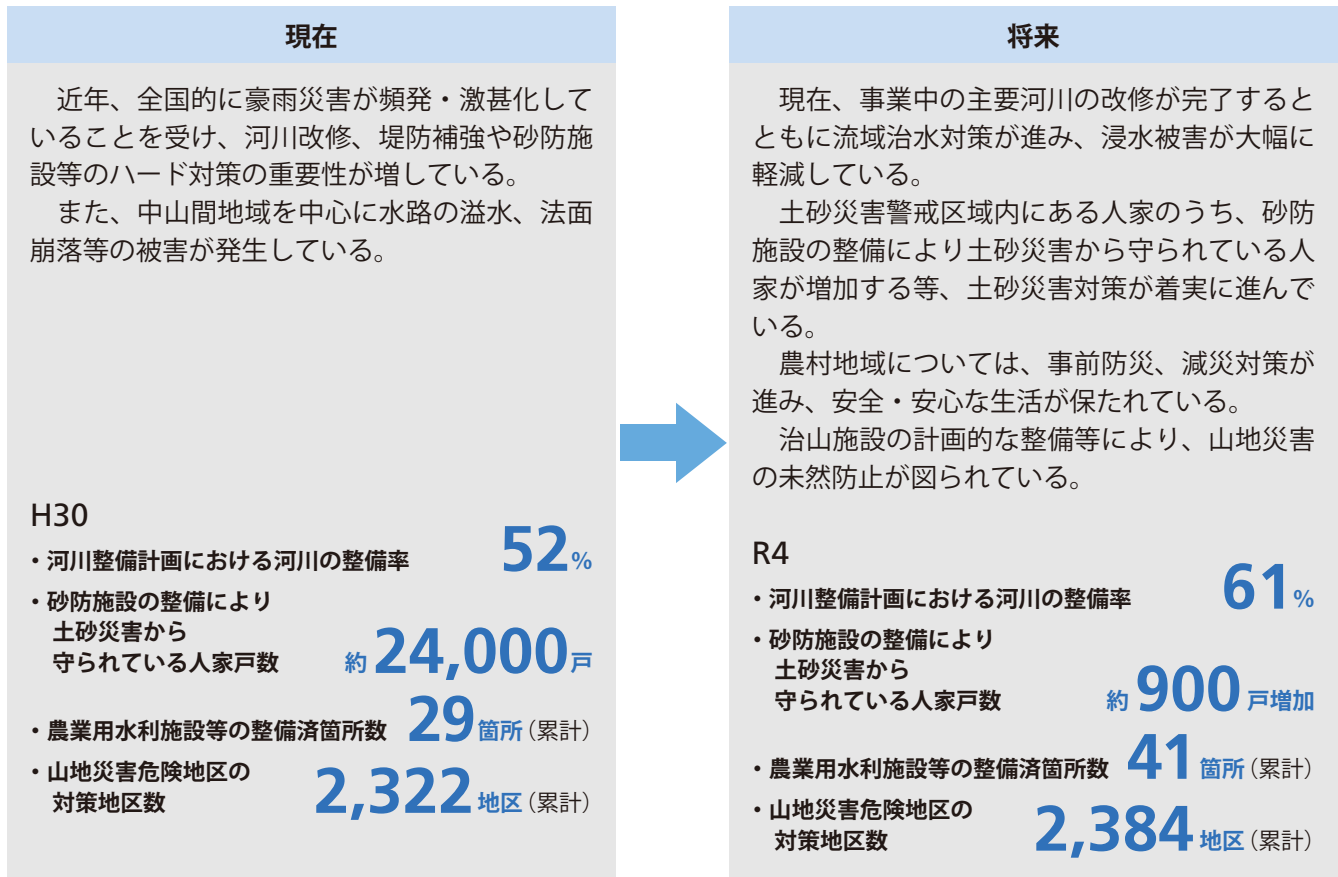 現在
近年、全国的に豪雨災害が頻発・激甚化して
いることを受け、河川改修、堤防補強や砂防施
設等のハード対策の重要性が増している。
また、中山間地域を中心に水路の溢水、法面
崩落等の被害が発生している。
H30
・河川整備計画における河川の整備率 52%
・砂防施設の整備により
土砂災害から
守られている人家戸数 約24,000戸
・農業用水利施設等の整備済箇所数 29箇所(累計)
・山地災害危険地区の
対策地区数 2,322地区(累計)
将来
現在、事業中の主要河川の改修が完了すると
ともに流域治水対策が進み、浸水被害が大幅に
軽減している。
土砂災害警戒区域内にある人家のうち、砂防
施設の整備により土砂災害から守られている人
家が増加する等、土砂災害対策が着実に進んで
いる。
農村地域については、事前防災、減災対策が
進み、安全・安心な生活が保たれている。
治山施設の計画的な整備等により、山地災害
の未然防止が図られている。
R4
・河川整備計画における河川の整備率 61%
・砂防施設の整備により
土砂災害から
守られている人家戸数 約900戸増加
・農業用水利施設等の整備済箇所数 41箇所(累計)
・山地災害危険地区の
対策地区数 2,384地区(累計)